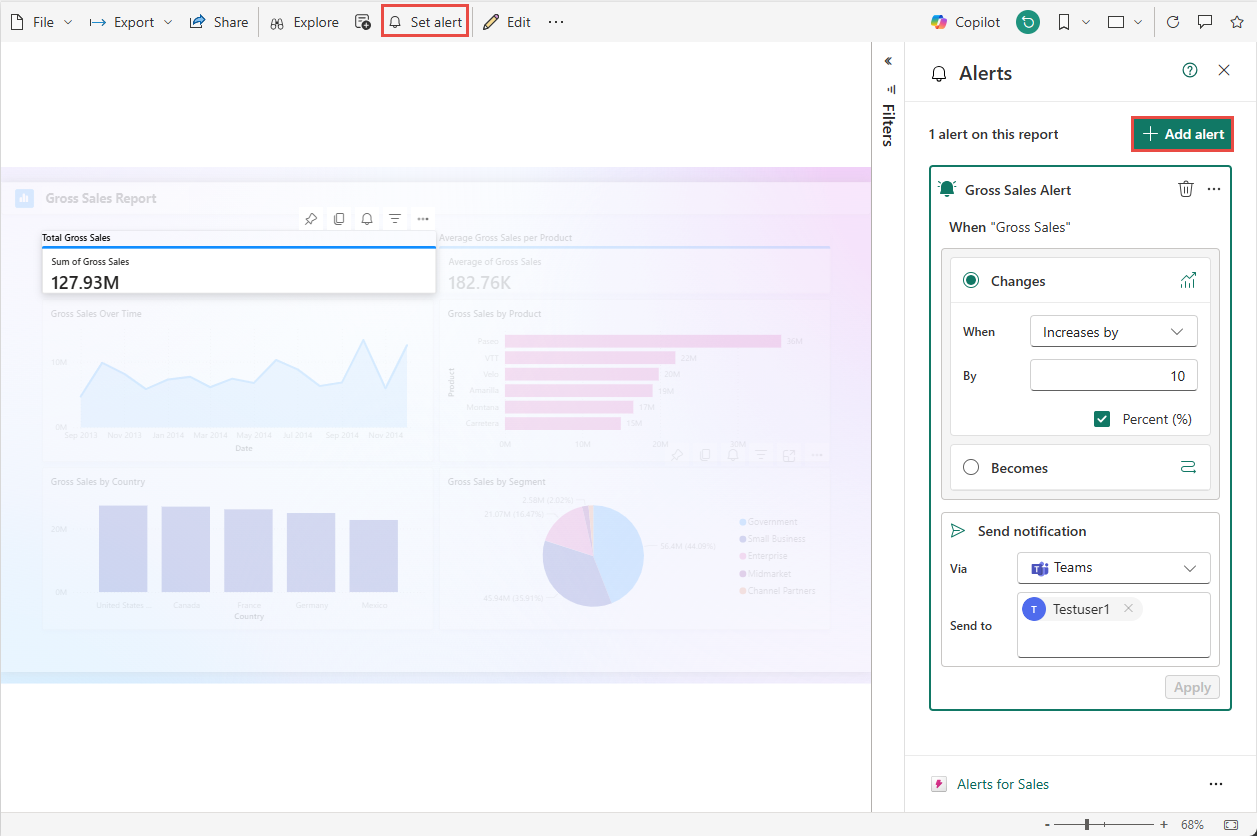 File Export Share Explore Set alert Edit ... Copilot
Filters
Alerts
1 alert on this report
+ Add alert
Gross Sales Alert
When "Gross Sales"
Changes
When Increases by
By 10
Percent (%)
Becomes
Send notification
Via Teams
Send to T Testuser1
Apply
Alerts for Sales
Gross Sales Report
Total Gross Sales
Sum of Gross Sales
127.93M
Average Gross Sales per Product
Average of Gross Sales
182.76K
Gross Sales Over Time
10M
0M
Sep 2013 Nov 2013 Jan 2014 Mar 2014 May 2014 Jul 2014 Sep 2014 Nov 2014
Date
Gross Sales by Product
Product
Paseo
VTT 22M
Velo 20M
Amarilla 19M
Montana 17M
Carretera 15M
0M 10M 20M 30M
Gross Sales by Country
20M
0M
United States... Canada France Germany Mexico
Country
Gross Sales by Segment
2.58M (2.02%)
21.07M (16.47%)
56.4M
45.94M (35.91%)
Government
Small Business
Enterprise
Midmarket
Channel Partners
- + 68%